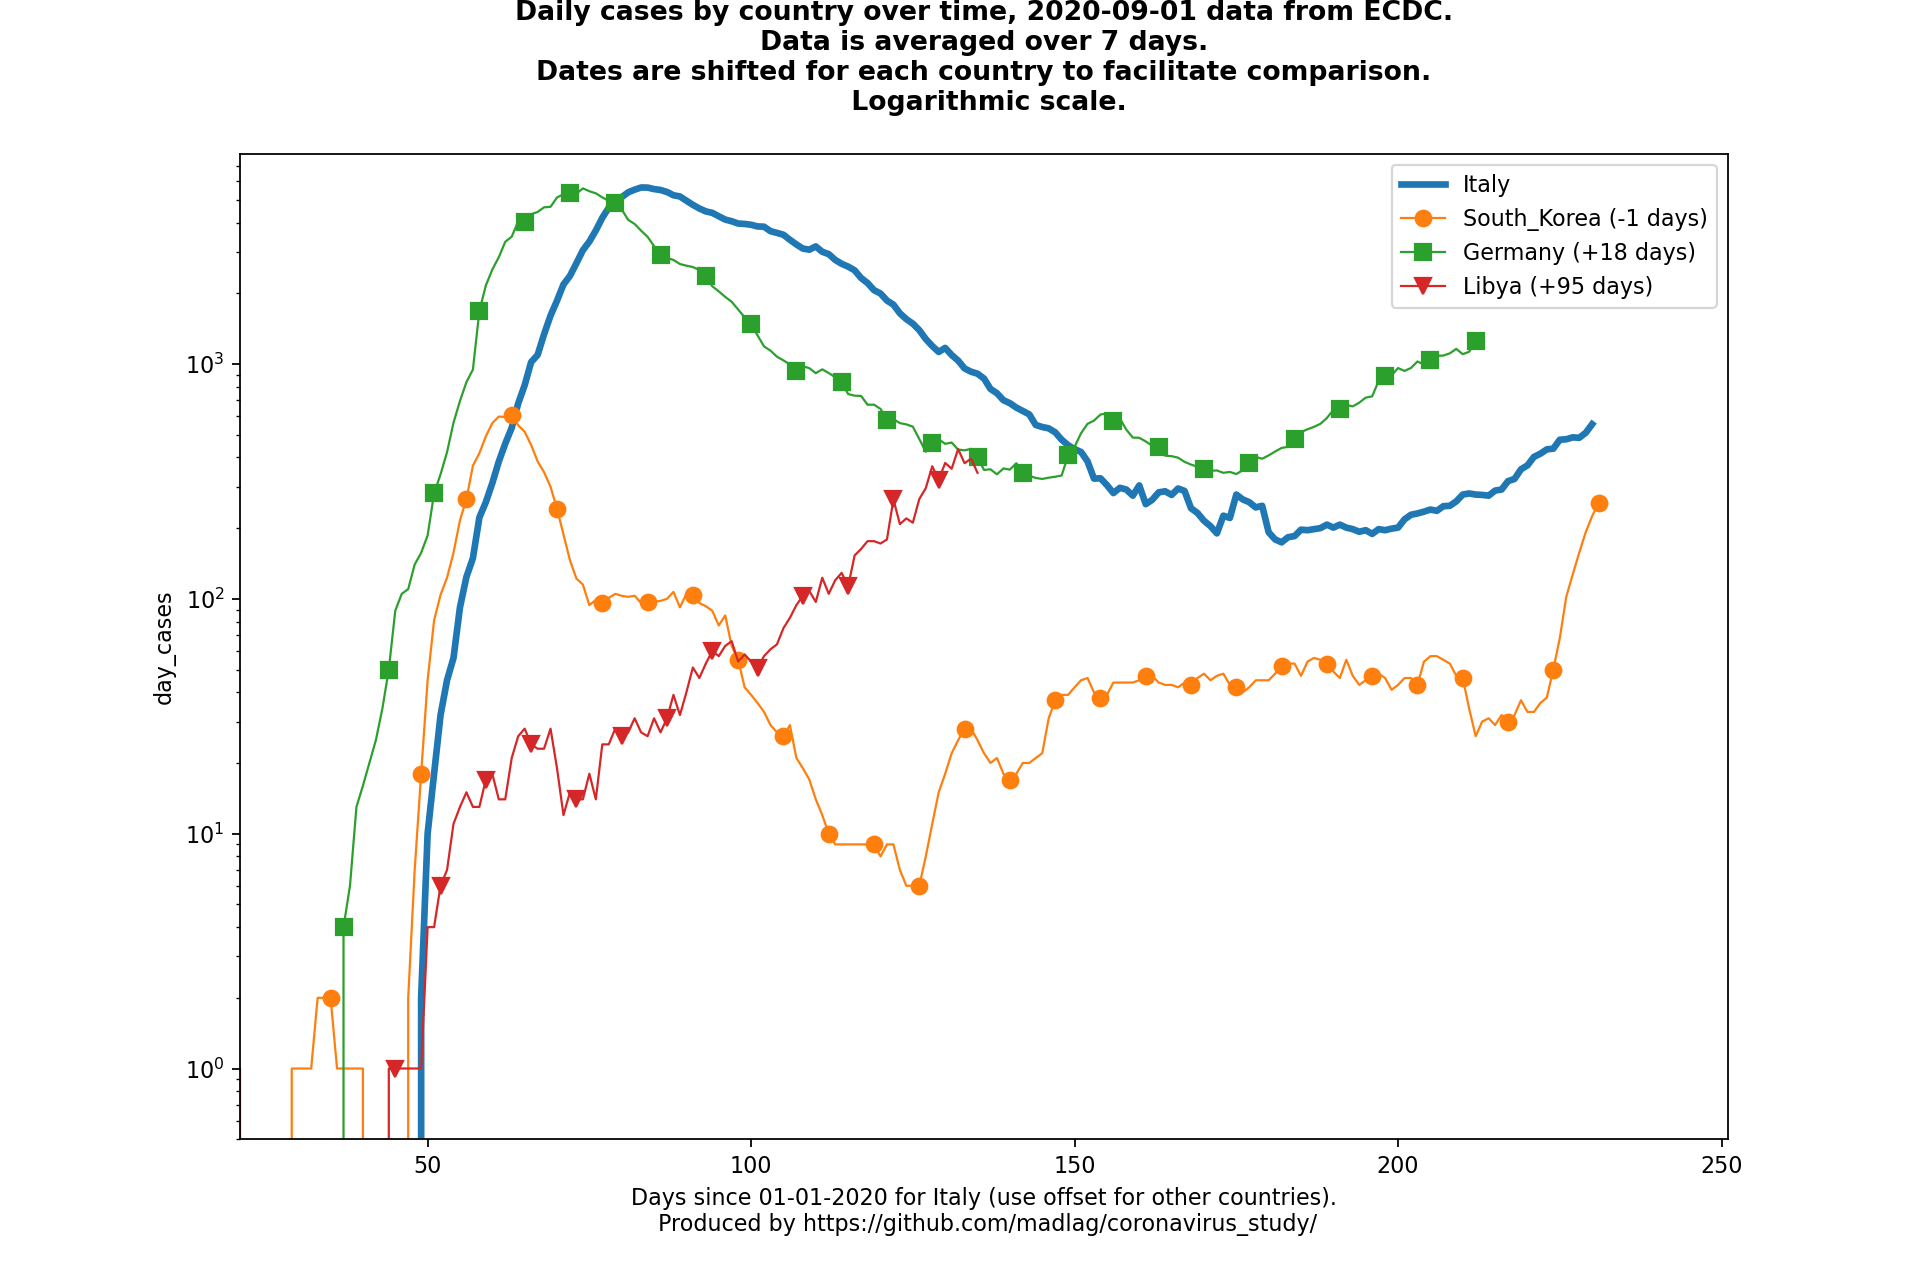 Daily cases by country over time, 2020-09-01 data from ECDC.
Data is averaged over 7 days.
Dates are shifted for each country to facilitate comparison.
Logarithmic scale.
Italy
South_Korea (-1 days)
Germany (+18 days)
Libya (+95 days)
day_cases
10³
10²
10¹
10⁰
50 100 150 200 250
Days since 01-01-2020 for Italy (use offset for other countries).
Produced by https://github.com/madlag/coronavirus_study/